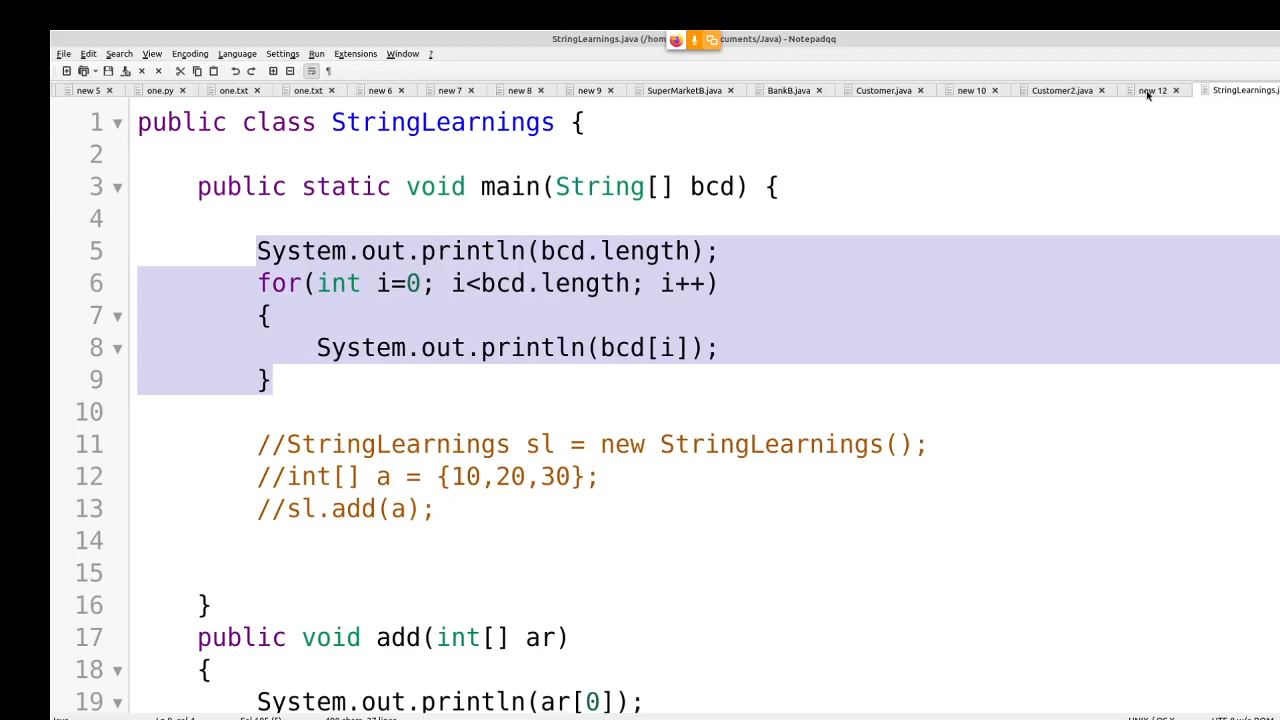 StringLearnings.java (/hom cuments/Java) - Notepadqq
File Edit Search View Encoding Language Settings Run Extensions Window ?
new 5 one.py one.txt one.txt new 6 new 7 new 8 new 9 SuperMarketB.java BankB.java Customer.java new 10 Customer2.java new 12 StringLearnings.j
1 public class StringLearnings {
2
3 public static void main(String[] bcd) {
4
5 System.out.println(bcd.length);
6 for(int i=0; i<bcd.length; i++)
7 {
8 System.out.println(bcd[i]);
9 }
10
11 //StringLearnings sl = new StringLearnings();
12 //int[] a = {10,20,30};
13 //sl.add(a);
14
15
16 }
17 public void add(int[] ar)
18 {
19 System.out.println(ar[0]);